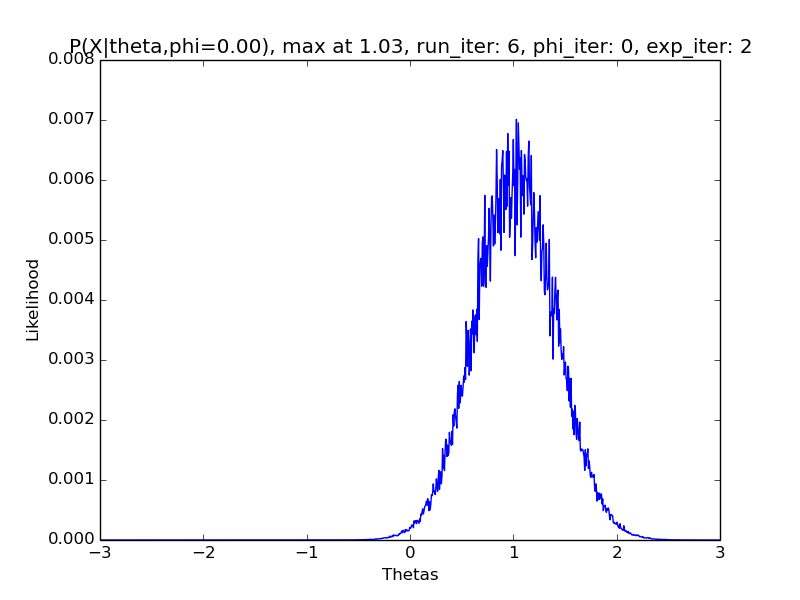 P(X|theta,phi=0.00), max at 1.03, run_iter: 6, phi_iter: 0, exp_iter: 2
0.008
0.007
0.006
0.005
0.004
0.003
0.002
0.001
0.000
Likelihood
−3 −2 −1 0 1 2 3
Thetas